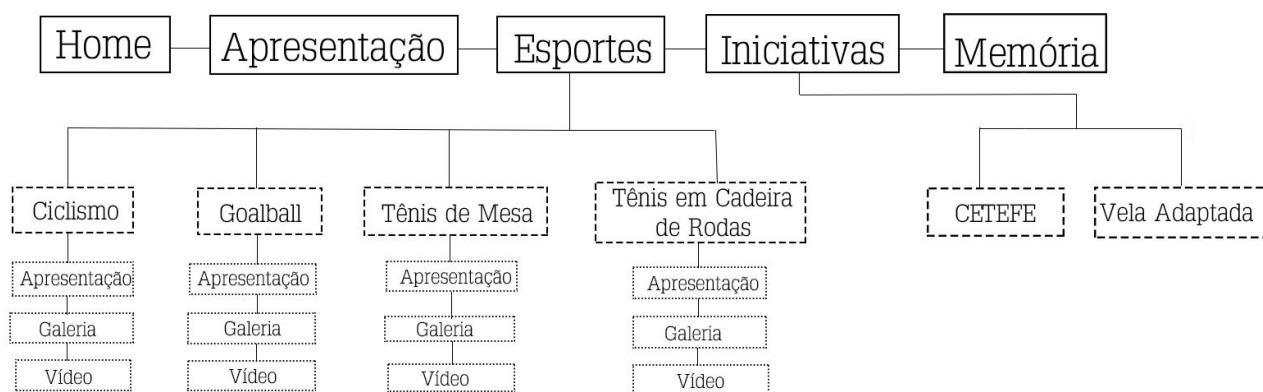 Home
Apresentação
Esportes
Iniciativas
Memória
Ciclismo
Goalball
Tênis de Mesa
Tênis em Cadeira
de Rodas
CETEFE
Vela Adaptada
Apresentação
Apresentação
Apresentação
Apresentação
Galeria
Galeria
Galeria
Galeria
Vídeo
Vídeo
Vídeo
Vídeo